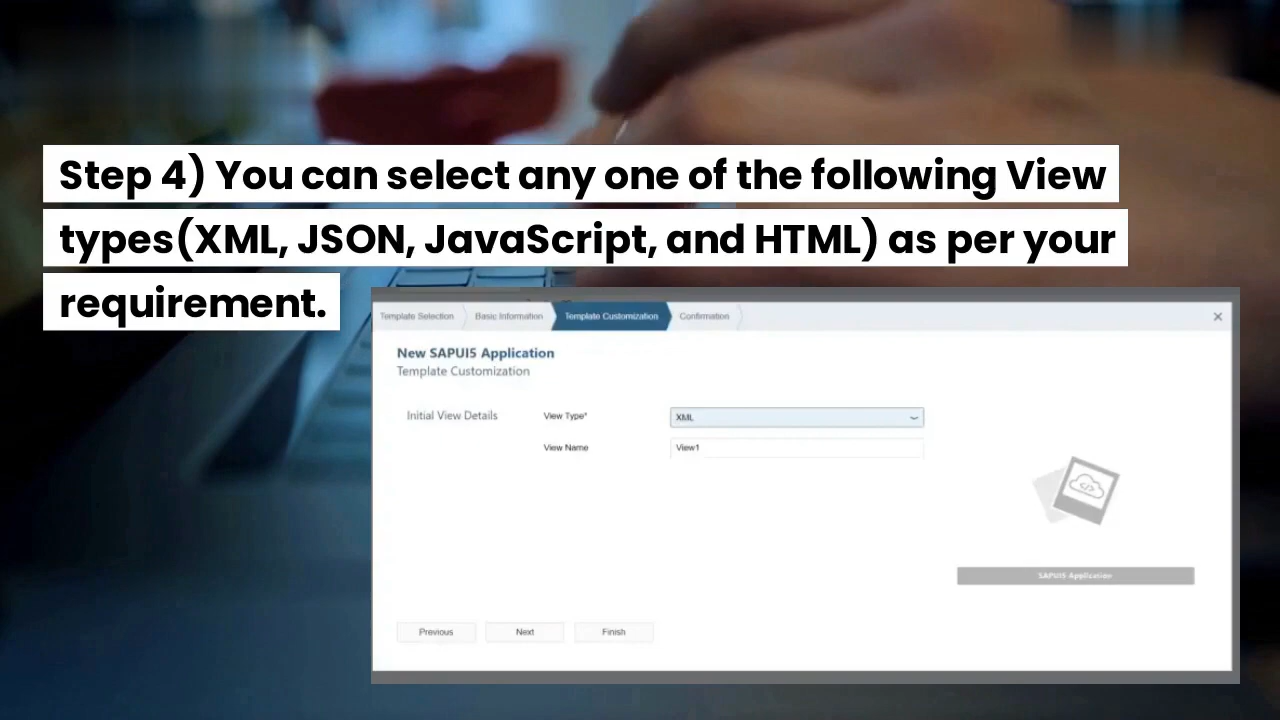 Step 4) You can select any one of the following View
types(XML, JSON, JavaScript, and HTML) as per your
requirement.
Template Selection Basic Information Template Customization Confirmation ×
New SAPUI5 Application
Template Customization
Initial View Details View Type* XML
View Name View1
SAPUI5 Application
Previous Next Finish